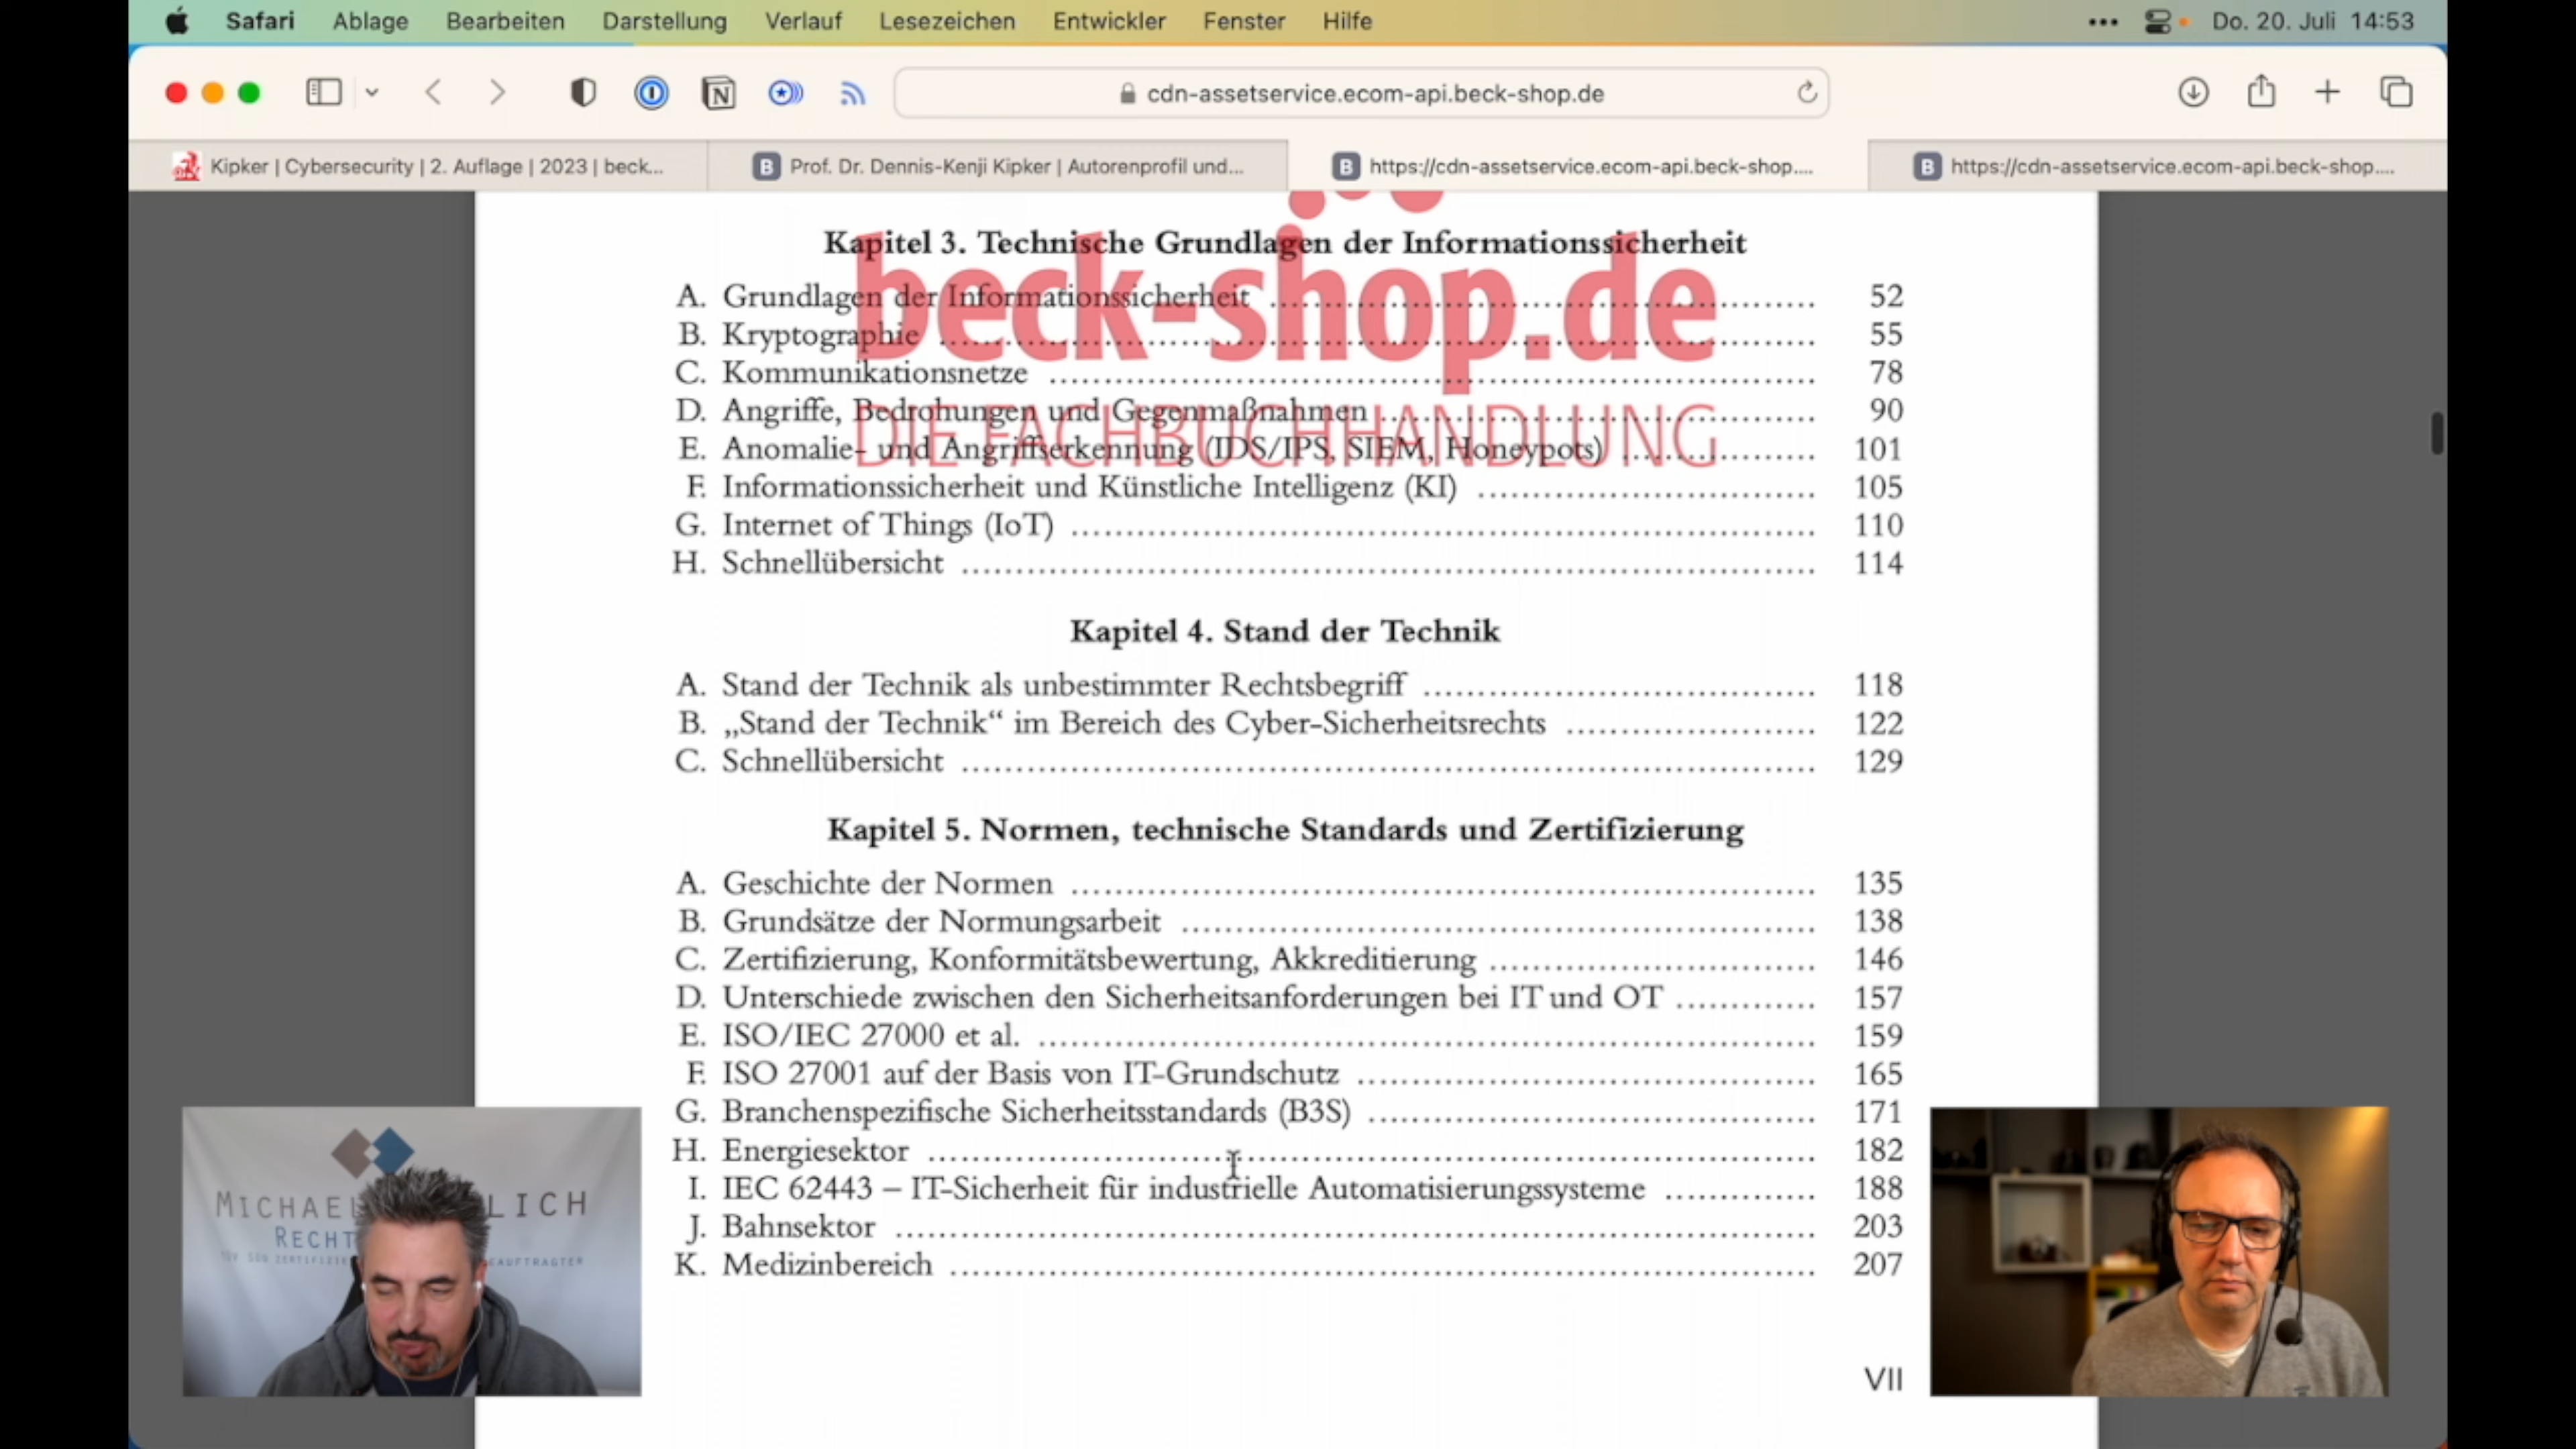 Safari Ablage Bearbeiten Darstellung Verlauf Lesezeichen Entwickler Fenster Hilfe Do. 20. Juli 14:53
cdn-assetservice.ecom-api.beck-shop.de
Kipker | Cybersecurity | 2. Auflage | 2023 | beck...
Prof. Dr. Dennis-Kenji Kipker | Autorenprofil und...
https://cdn-assetservice.ecom-api.beck-shop....
https://cdn-assetservice.ecom-api.beck-shop....
beck-shop.de
DIE FACHBUCHHANDLUNG
Kapitel 3. Technische Grundlagen der Informationssicherheit
A. Grundlagen der Informationssicherheit 52
B. Kryptographie 55
C. Kommunikationsnetze 78
D. Angriffe, Bedrohungen und Gegenmaßnahmen 90
E. Anomalie- und Angriffserkennung (IDS/IPS, SIEM, Honeypots) 101
F. Informationssicherheit und Künstliche Intelligenz (KI) 105
G. Internet of Things (IoT) 110
H. Schnellübersicht 114
Kapitel 4. Stand der Technik
A. Stand der Technik als unbestimmter Rechtsbegriff 118
B. „Stand der Technik“ im Bereich des Cyber-Sicherheitsrechts 122
C. Schnellübersicht 129
Kapitel 5. Normen, technische Standards und Zertifizierung
A. Geschichte der Normen 135
B. Grundsätze der Normungsarbeit 138
C. Zertifizierung, Konformitätsbewertung, Akkreditierung 146
D. Unterschiede zwischen den Sicherheitsanforderungen bei IT und OT 157
E. ISO/IEC 27000 et al. 159
F. ISO 27001 auf der Basis von IT-Grundschutz 165
G. Branchenspezifische Sicherheitsstandards (B3S) 171
H. Energiesektor 182
I. IEC 62443 – IT-Sicherheit für industrielle Automatisierungssysteme 188
J. Bahnsektor 203
K. Medizinbereich 207
VII
MICHAEL LICH
RECHT